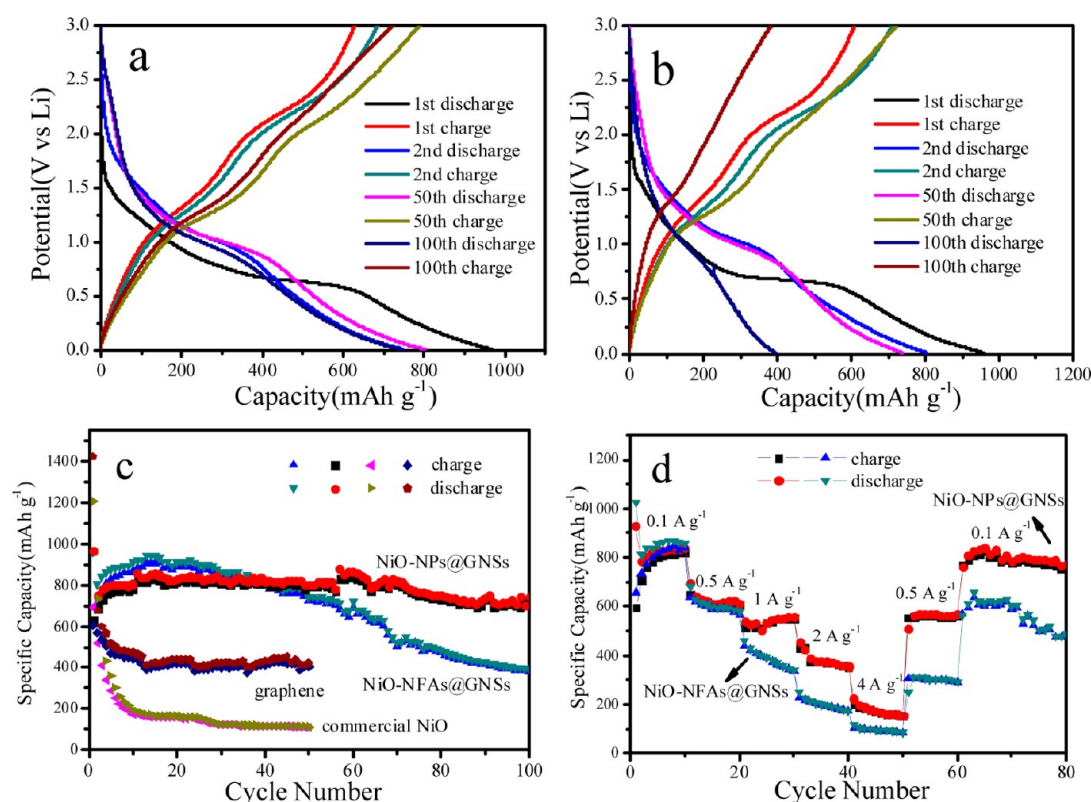 a
3.0
2.5
2.0
1.5
1.0
0.5
0.0
Potential(V vs Li)
1st discharge
1st charge
2nd discharge
2nd charge
50th discharge
50th charge
100th discharge
100th charge
0 200 400 600 800 1000
Capacity(mAh g⁻¹)
b
3.0
2.5
2.0
1.5
1.0
0.5
0.0
Potential(V vs Li)
1st discharge
1st charge
2nd discharge
2nd charge
50th discharge
50th charge
100th discharge
100th charge
0 200 400 600 800 1000 1200
Capacity(mAh g⁻¹)
c
1400
1200
1000
800
600
400
200
0
Specific Capacity(mAh g⁻¹)
charge
discharge
NiO-NPs@GNSs
NiO-NFAs@GNSs
graphene
commercial NiO
0 20 40 60 80 100
Cycle Number
d
1200
1000
800
600
400
200
0
Specific Capacity(mAh g⁻¹)
charge
discharge
NiO-NPs@GNSs
0.1 A g⁻¹
0.5 A g⁻¹
1 A g⁻¹
2 A g⁻¹
4 A g⁻¹
0.5 A g⁻¹
0.1 A g⁻¹
NiO-NFAs@GNSs
0 20 40 60 80
Cycle Number